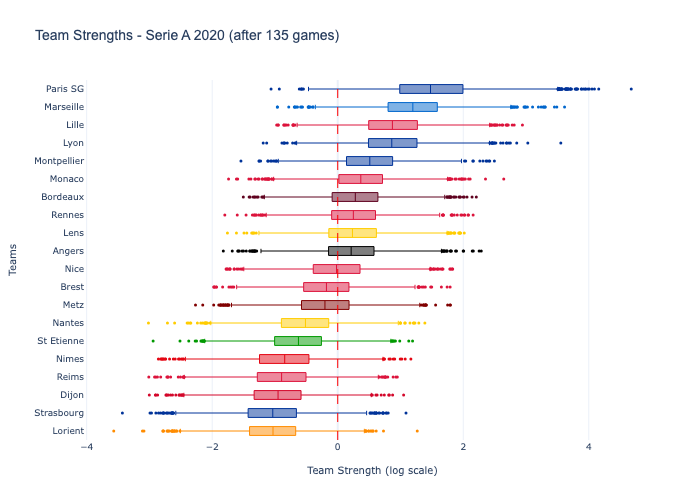 Team Strengths - Serie A 2020 (after 135 games)
Paris SG
Marseille
Lille
Lyon
Montpellier
Monaco
Bordeaux
Rennes
Lens
Angers
Nice
Brest
Metz
Nantes
St Etienne
Nimes
Reims
Dijon
Strasbourg
Lorient
Teams
−4 −2 0 2 4
Team Strength (log scale)